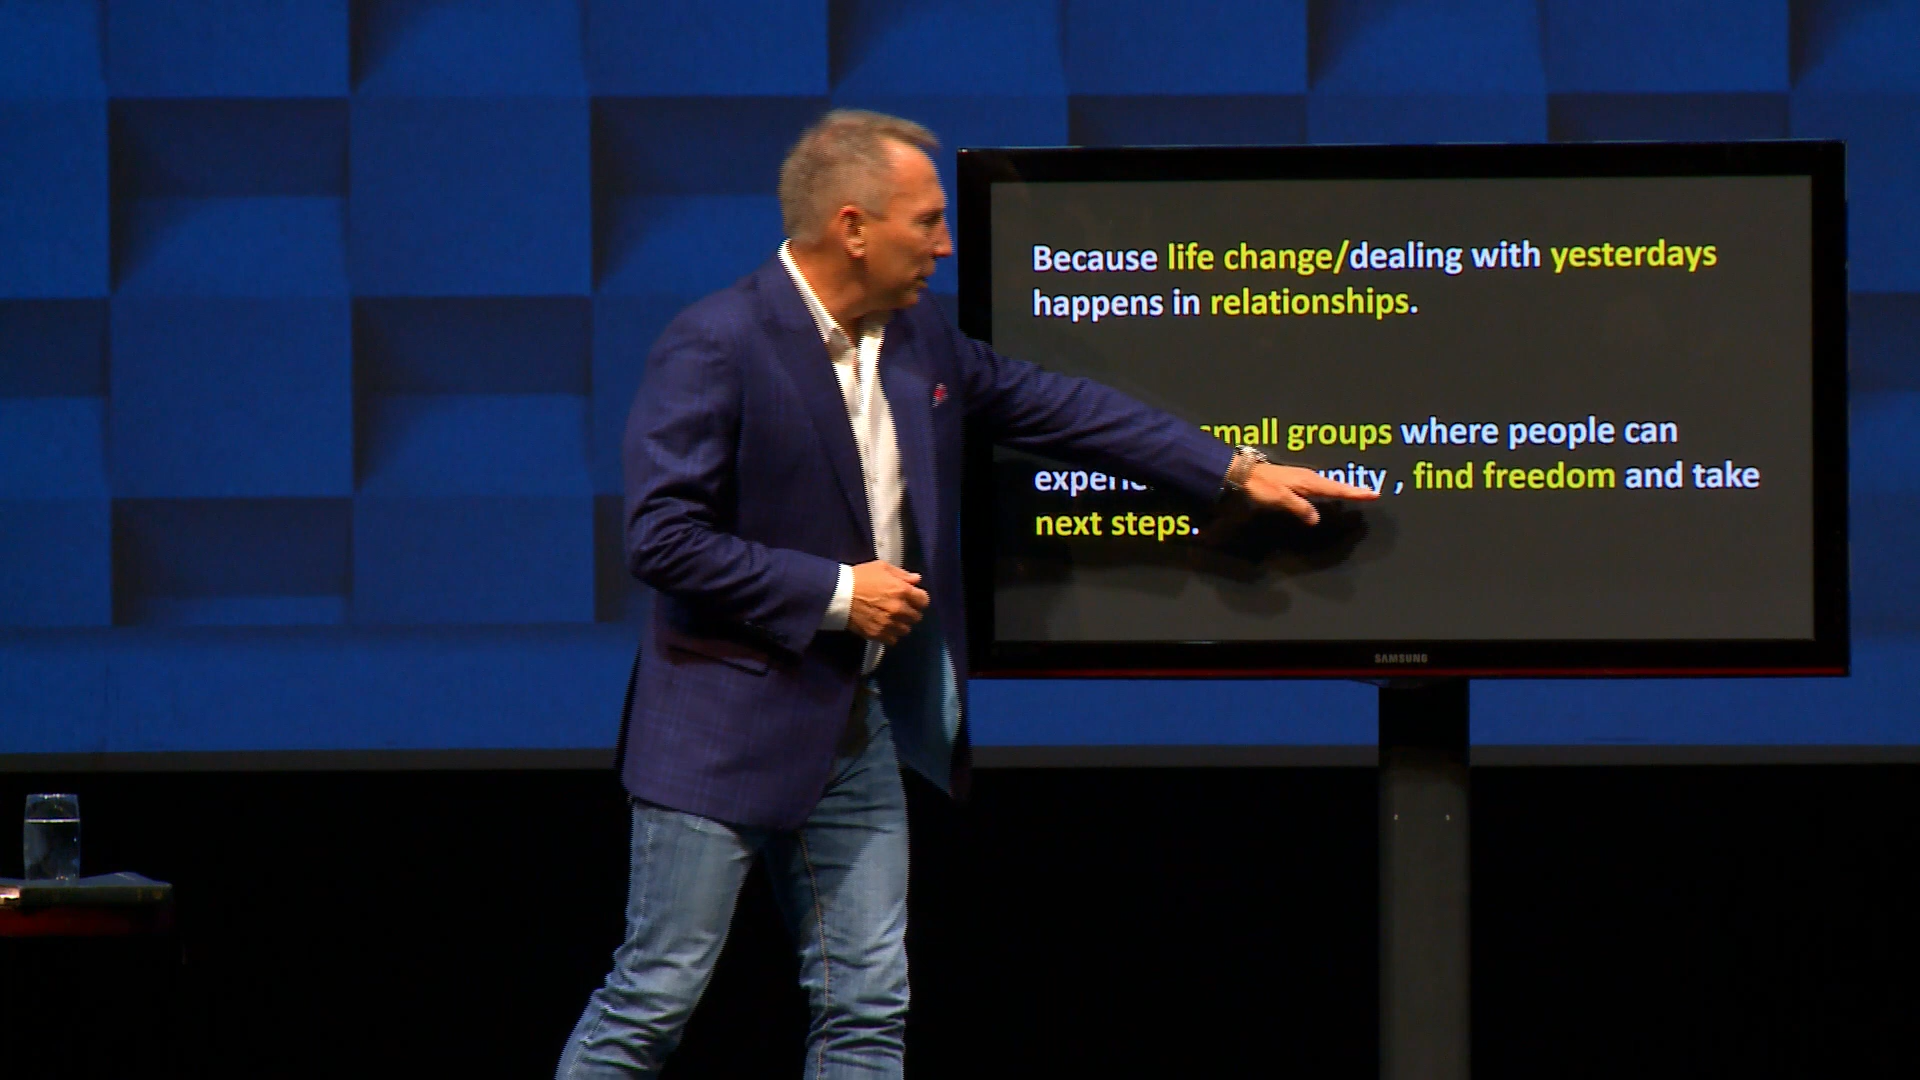 Because life change/dealing with yesterdays
happens in relationships.
small groups where people can
find freedom and take
next steps.
SAMSUNG